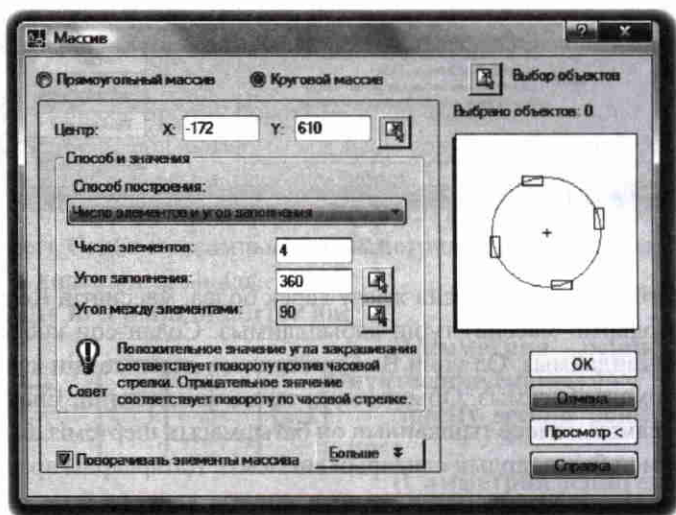 Массив
Прямоугольный массив
Круговой массив
Выбор объектов
Выбрано объектов: 0
Центр: X: -172 Y: 610
Способ и значения
Способ построения:
Число элементов и угол заполнения
Число элементов: 4
Угол заполнения: 360
Угол между элементами: 90
Совет
Положительное значение угла закрашивания
соответствует повороту против часовой
стрелки. Отрицательное значение
соответствует повороту по часовой стрелке.
Поворачивать элементы массива
Больше
OK
Отмена
Просмотр <
Справка